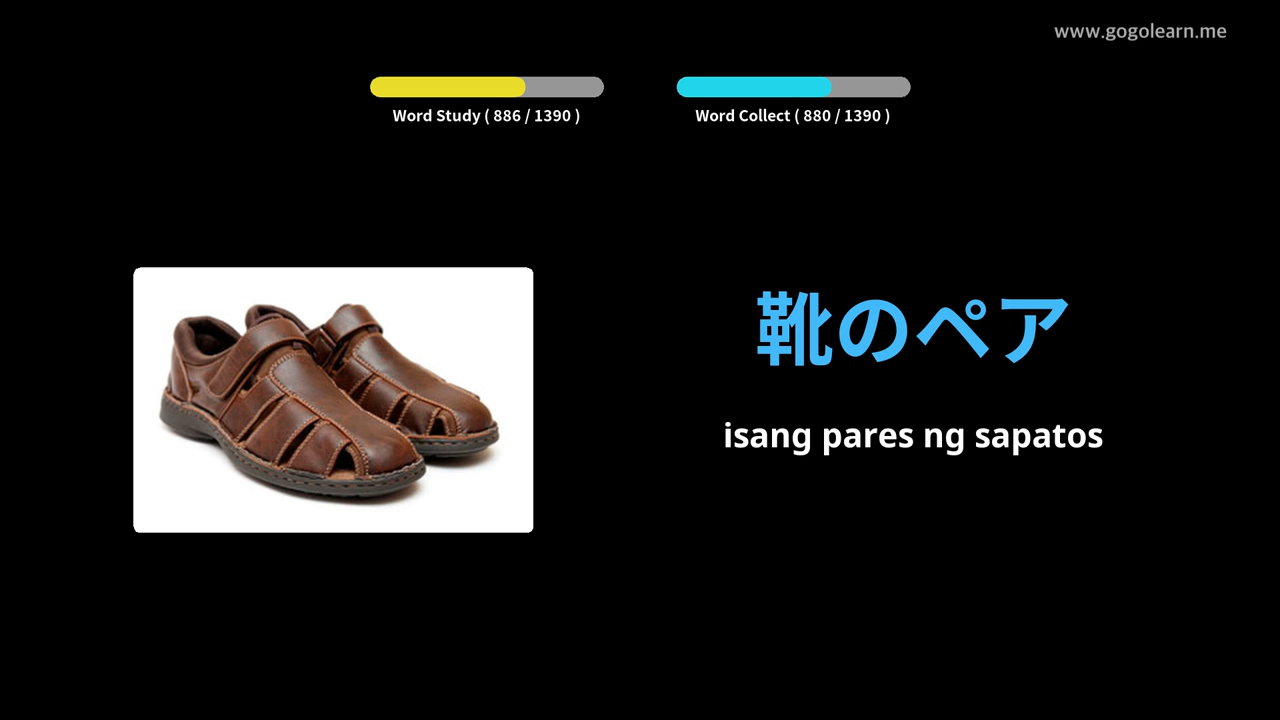 www.gogolearn.me
Word Study ( 886 / 1390 )
Word Collect ( 880 / 1390 )
靴のペア
isang pares ng sapatos